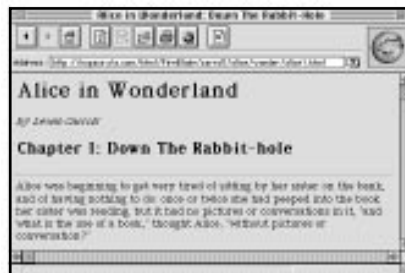 Alice in Wonderland: Down The Rabbit-Hole
Alice in Wonderland
by Lewis Carroll
Chapter I: Down The Rabbit-hole
Alice was beginning to get very tired of sitting by her sister on the bank,
and of having nothing to do: once or twice she had peeped into the book
her sister was reading, but it had no pictures or conversations in it, "and
what is the use of a book," thought Alice, "without pictures or
conversation?"